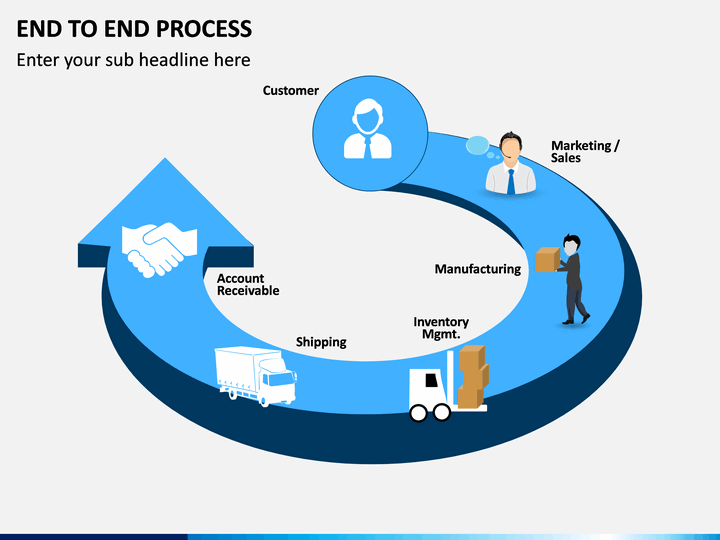 END TO END PROCESS
Enter your sub headline here
Customer
Marketing /
Sales
Manufacturing
Inventory
Mgmt.
Shipping
Account
Receivable